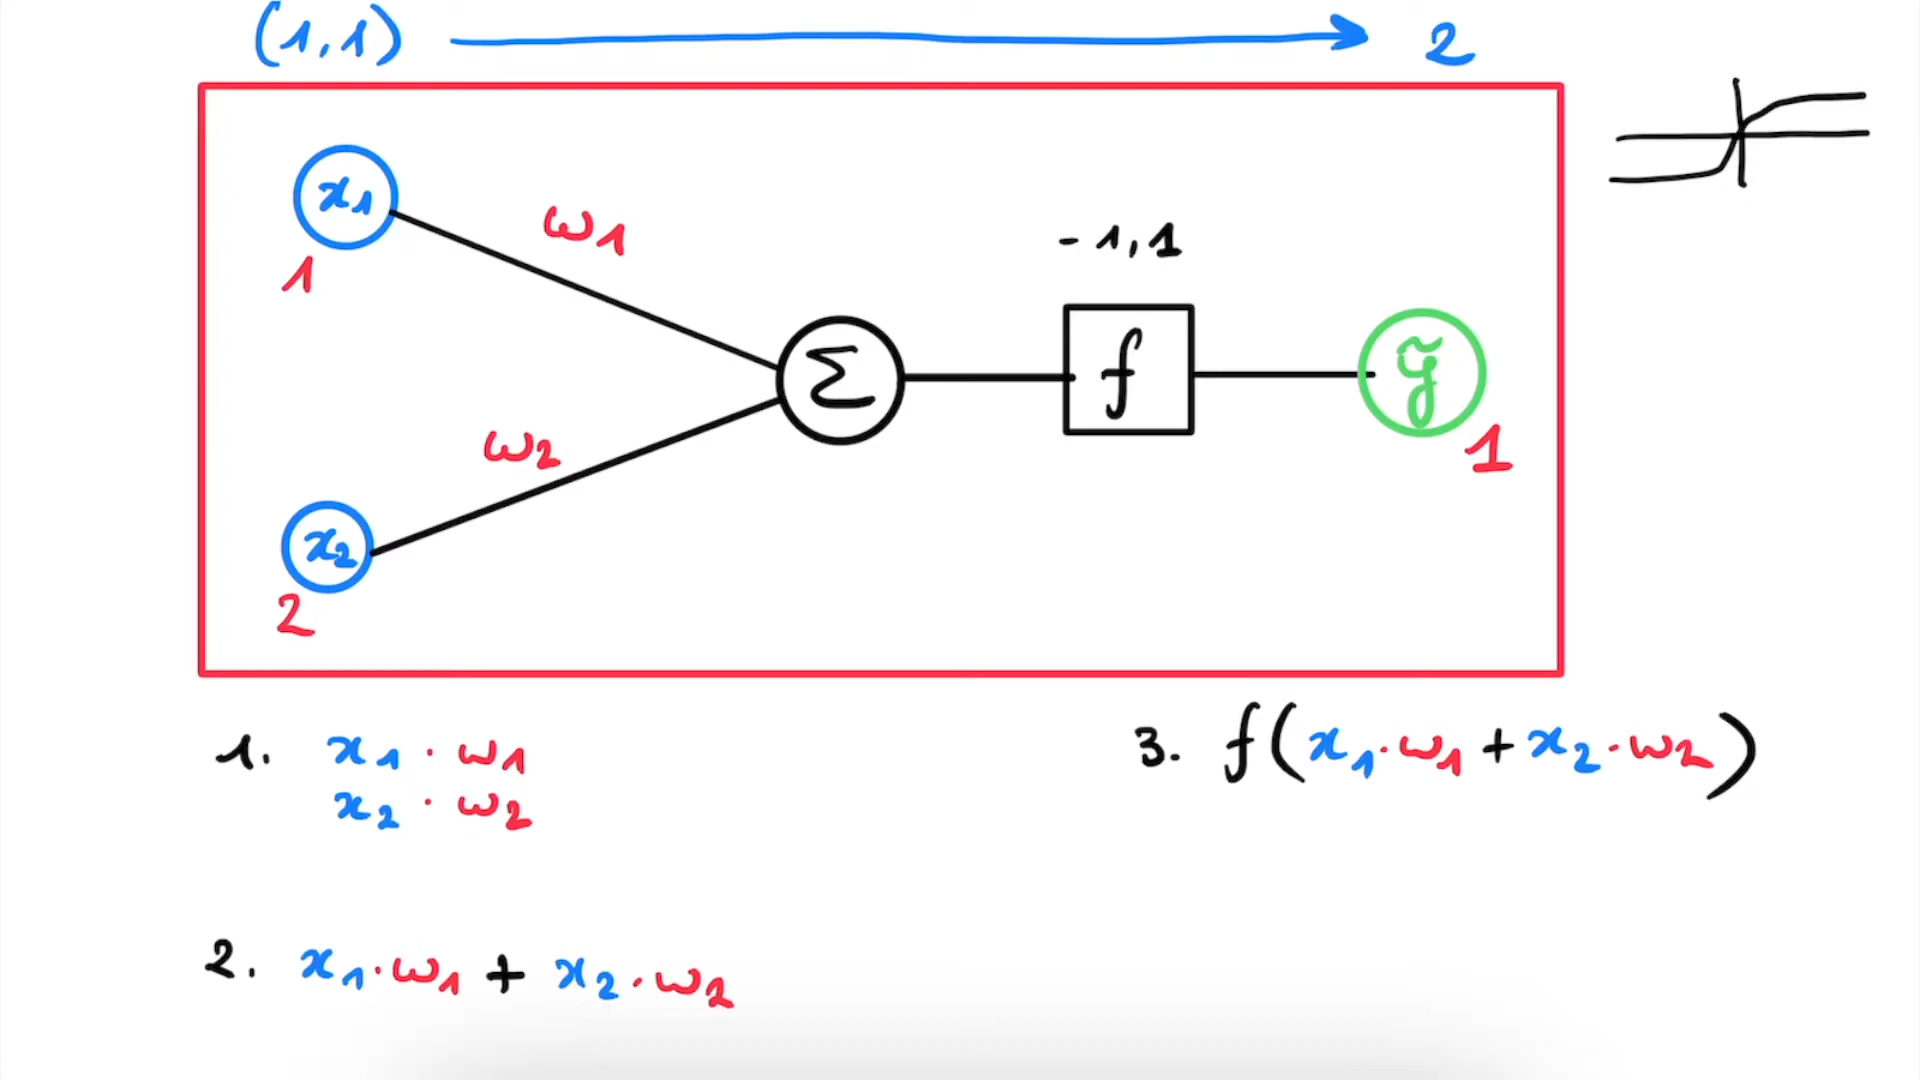 (1,1) 2
x1
1
ω1
-1,1
Σ
f
ỹ
1
ω2
x2
2
1. x1 · ω1
x2 · ω2
3. f(x1·ω1 + x2·ω2)
2. x1·ω1 + x2·ω2